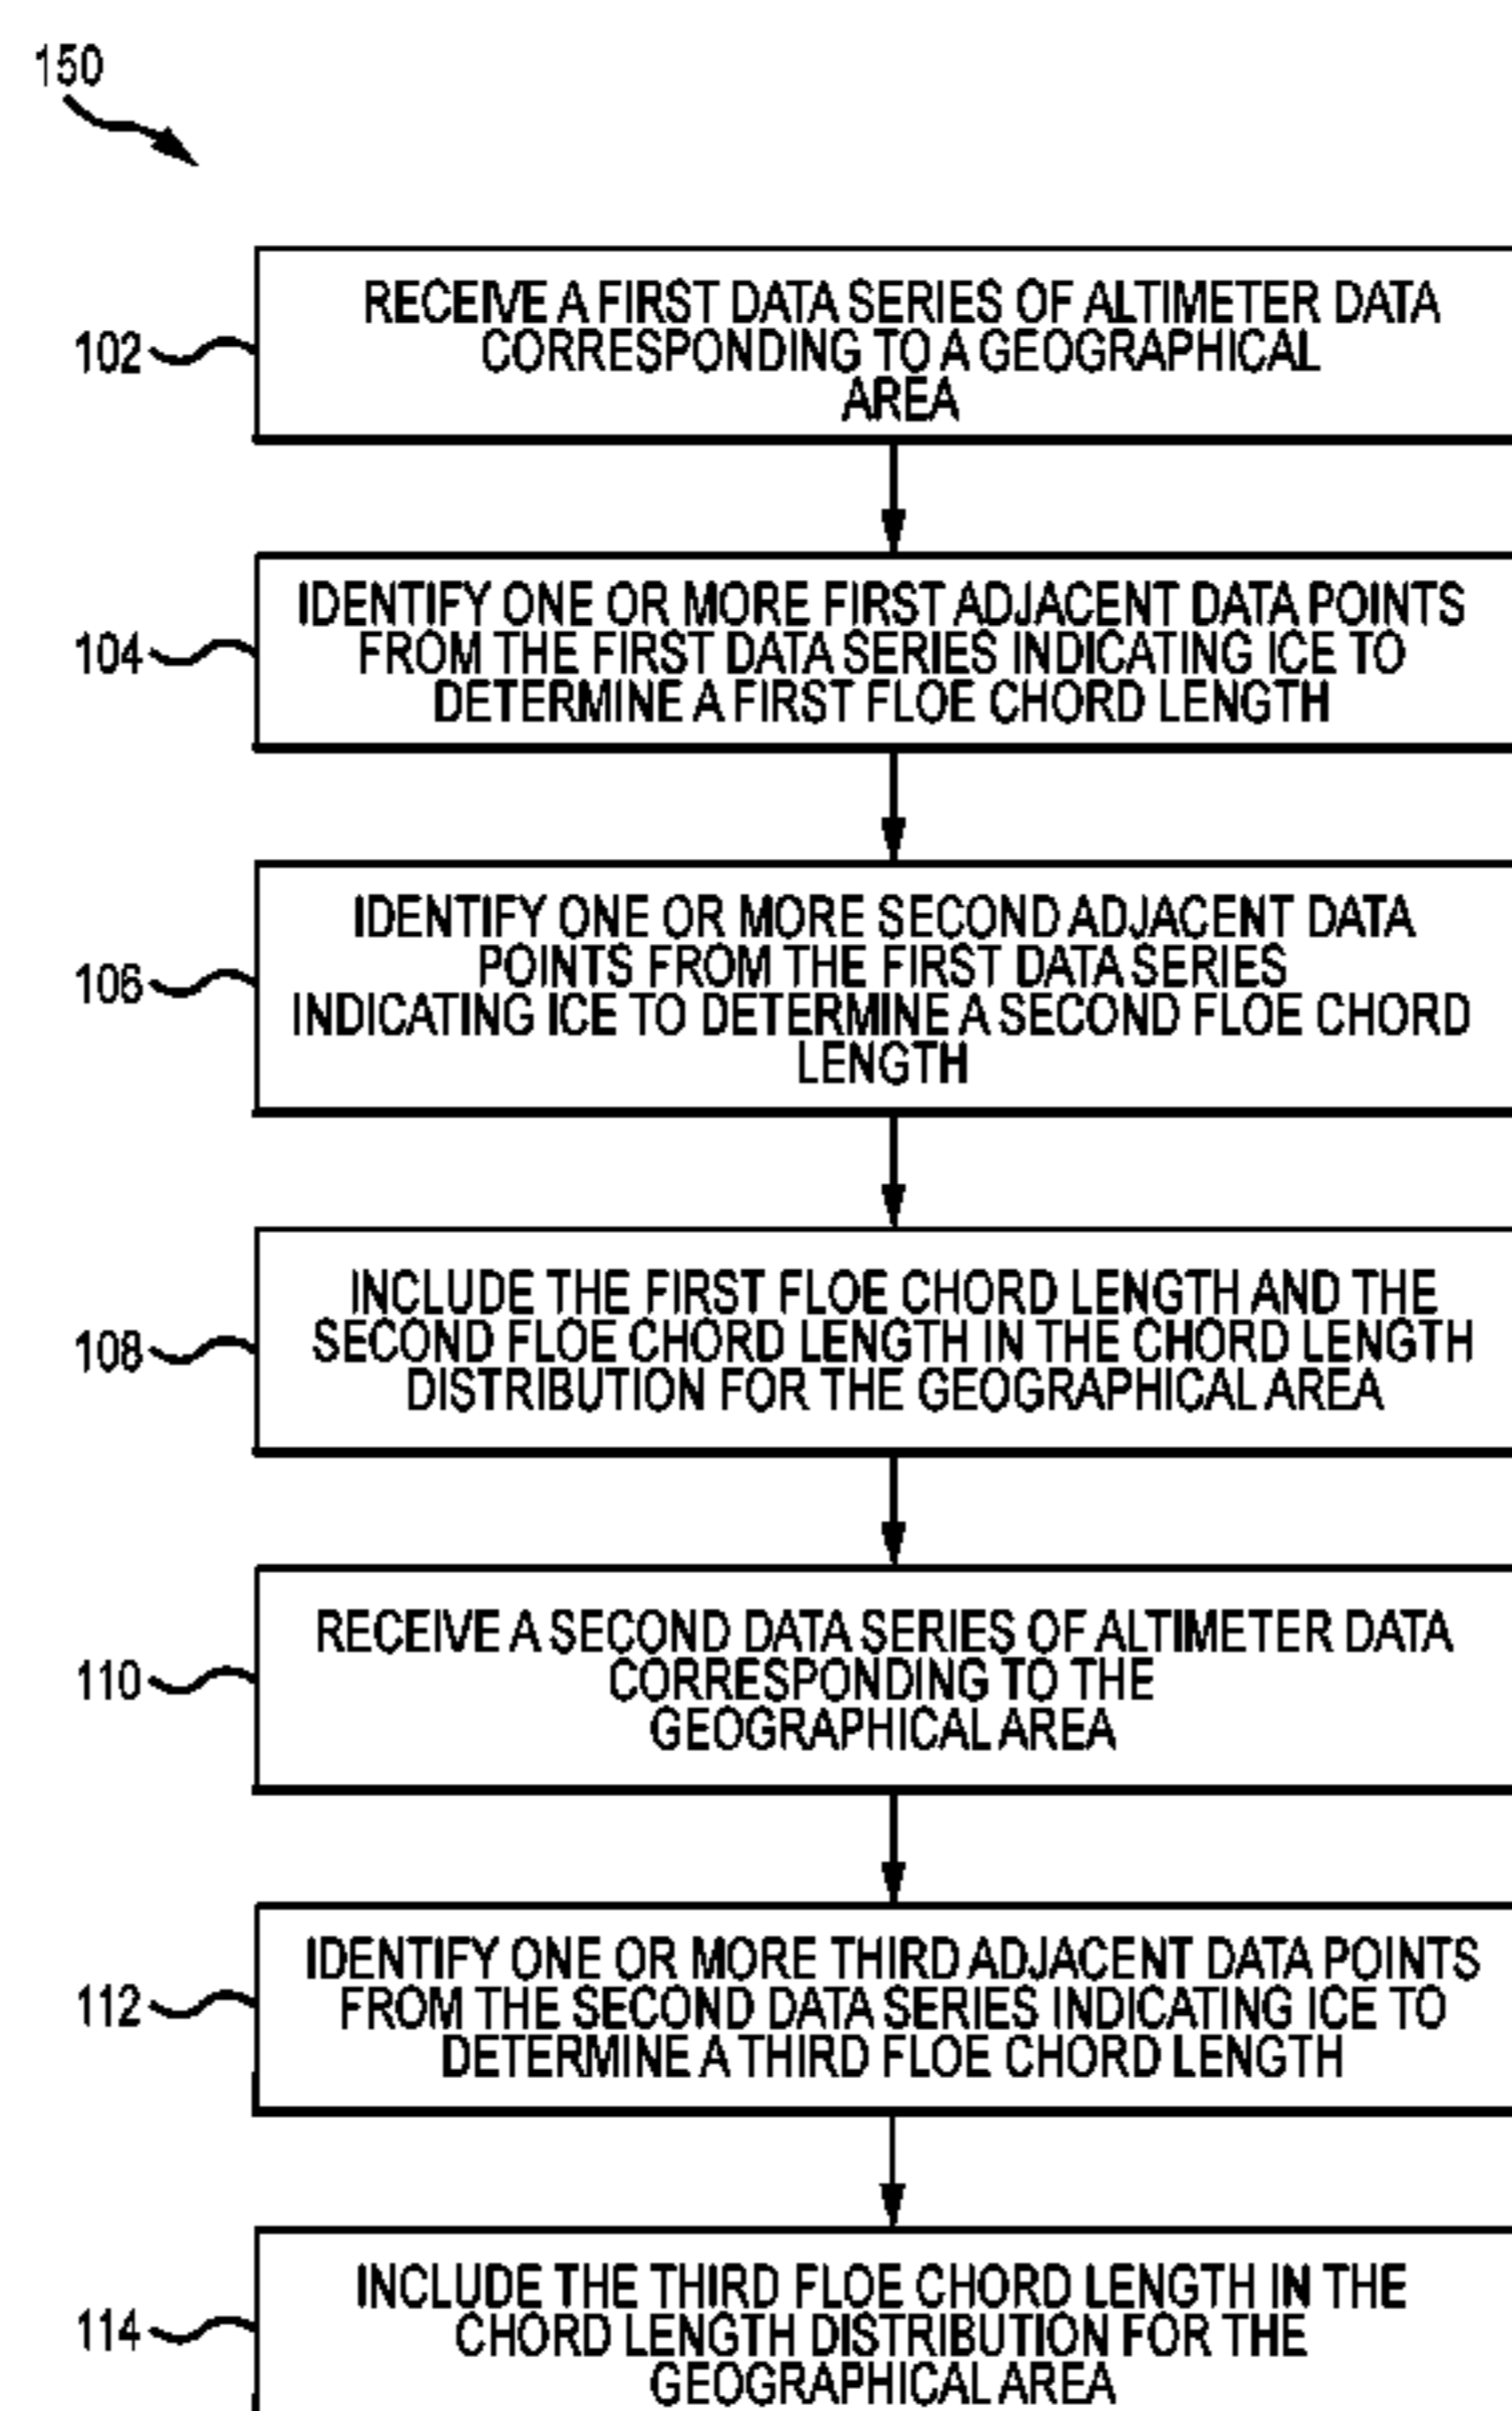 150
102
RECEIVE A FIRST DATA SERIES OF ALTIMETER DATA
CORRESPONDING TO A GEOGRAPHICAL
AREA
104
IDENTIFY ONE OR MORE FIRST ADJACENT DATA POINTS
FROM THE FIRST DATA SERIES INDICATING ICE TO
DETERMINE A FIRST FLOE CHORD LENGTH
106
IDENTIFY ONE OR MORE SECOND ADJACENT DATA
POINTS FROM THE FIRST DATA SERIES
INDICATING ICE TO DETERMINE A SECOND FLOE CHORD
LENGTH
108
INCLUDE THE FIRST FLOE CHORD LENGTH AND THE
SECOND FLOE CHORD LENGTH IN THE CHORD LENGTH
DISTRIBUTION FOR THE GEOGRAPHICAL AREA
110
RECEIVE A SECOND DATA SERIES OF ALTIMETER DATA
CORRESPONDING TO THE
GEOGRAPHICAL AREA
112
IDENTIFY ONE OR MORE THIRD ADJACENT DATA POINTS
FROM THE SECOND DATA SERIES INDICATING ICE TO
DETERMINE A THIRD FLOE CHORD LENGTH
114
INCLUDE THE THIRD FLOE CHORD LENGTH IN THE
CHORD LENGTH DISTRIBUTION FOR THE
GEOGRAPHICAL AREA